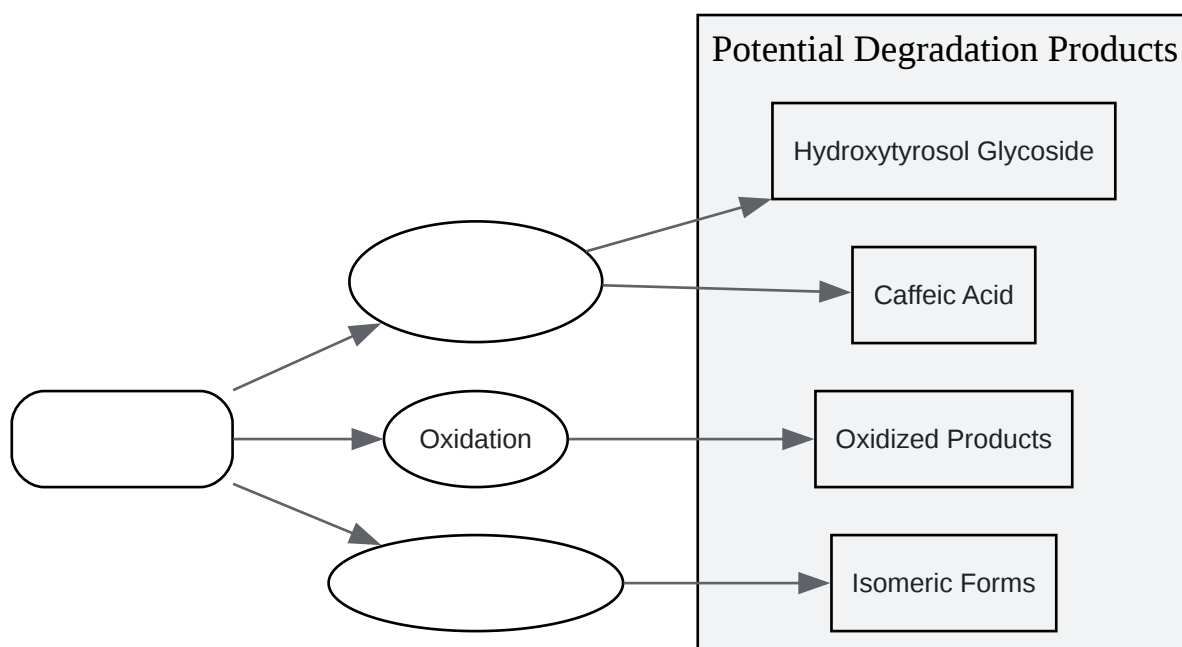 Potential Degradation Products
Hydroxytyrosol Glycoside
Caffeic Acid
Oxidation
Oxidized Products
Isomeric Forms